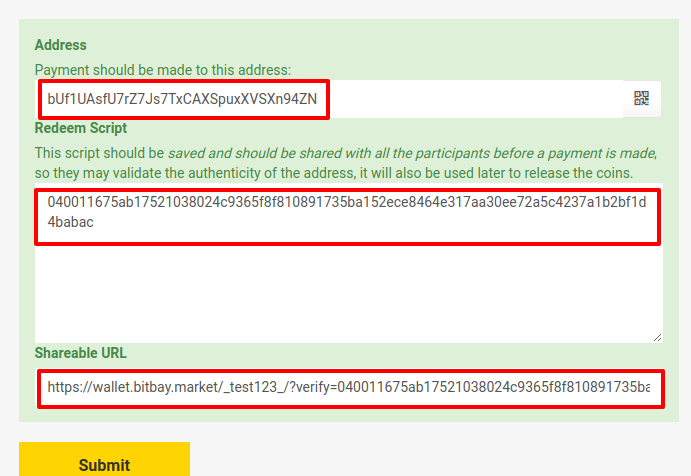 Address
Payment should be made to this address:
bUf1UAsfU7rZ7Js7TxCAXSpuxXVSXn94ZN
Redeem Script
This script should be saved and should be shared with all the participants before a payment is made,
so they may validate the authenticity of the address, it will also be used later to release the coins.
040011675ab17521038024c9365f8f810891735ba152ece8464e317aa30ee72a5c4237a1b2bf1d
4babac
Shareable URL
https://wallet.bitbay.market/_test123_/?verify=040011675ab17521038024c9365f8f810891735ba
Submit